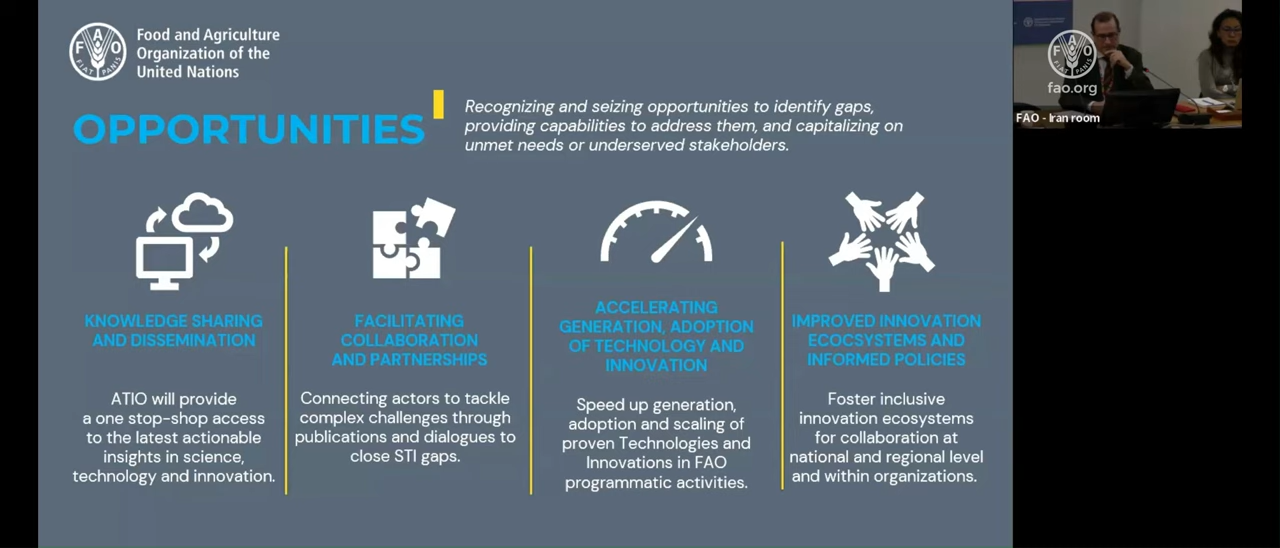 Food and Agriculture
Organization of the
United Nations
F A O
FIAT PANIS
OPPORTUNITIES
Recognizing and seizing opportunities to identify gaps,
providing capabilities to address them, and capitalizing on
unmet needs or underserved stakeholders.
KNOWLEDGE SHARING
AND DISSEMINATION
ATIO will provide
a one stop-shop access
to the latest actionable
insights in science,
technology and innovation.
FACILITATING
COLLABORATION
AND PARTNERSHIPS
Connecting actors to tackle
complex challenges through
publications and dialogues to
close STI gaps.
ACCELERATING
GENERATION, ADOPTION
OF TECHNOLOGY AND
INNOVATION
Speed up generation,
adoption and scaling of
proven Technologies and
Innovations in FAO
programmatic activities.
IMPROVED INNOVATION
ECOCSYSTEMS AND
INFORMED POLICIES
Foster inclusive
innovation ecosystems
for collaboration at
national and regional level
and within organizations.
F A O
FIAT PANIS
fao.org
FAO - Iran room